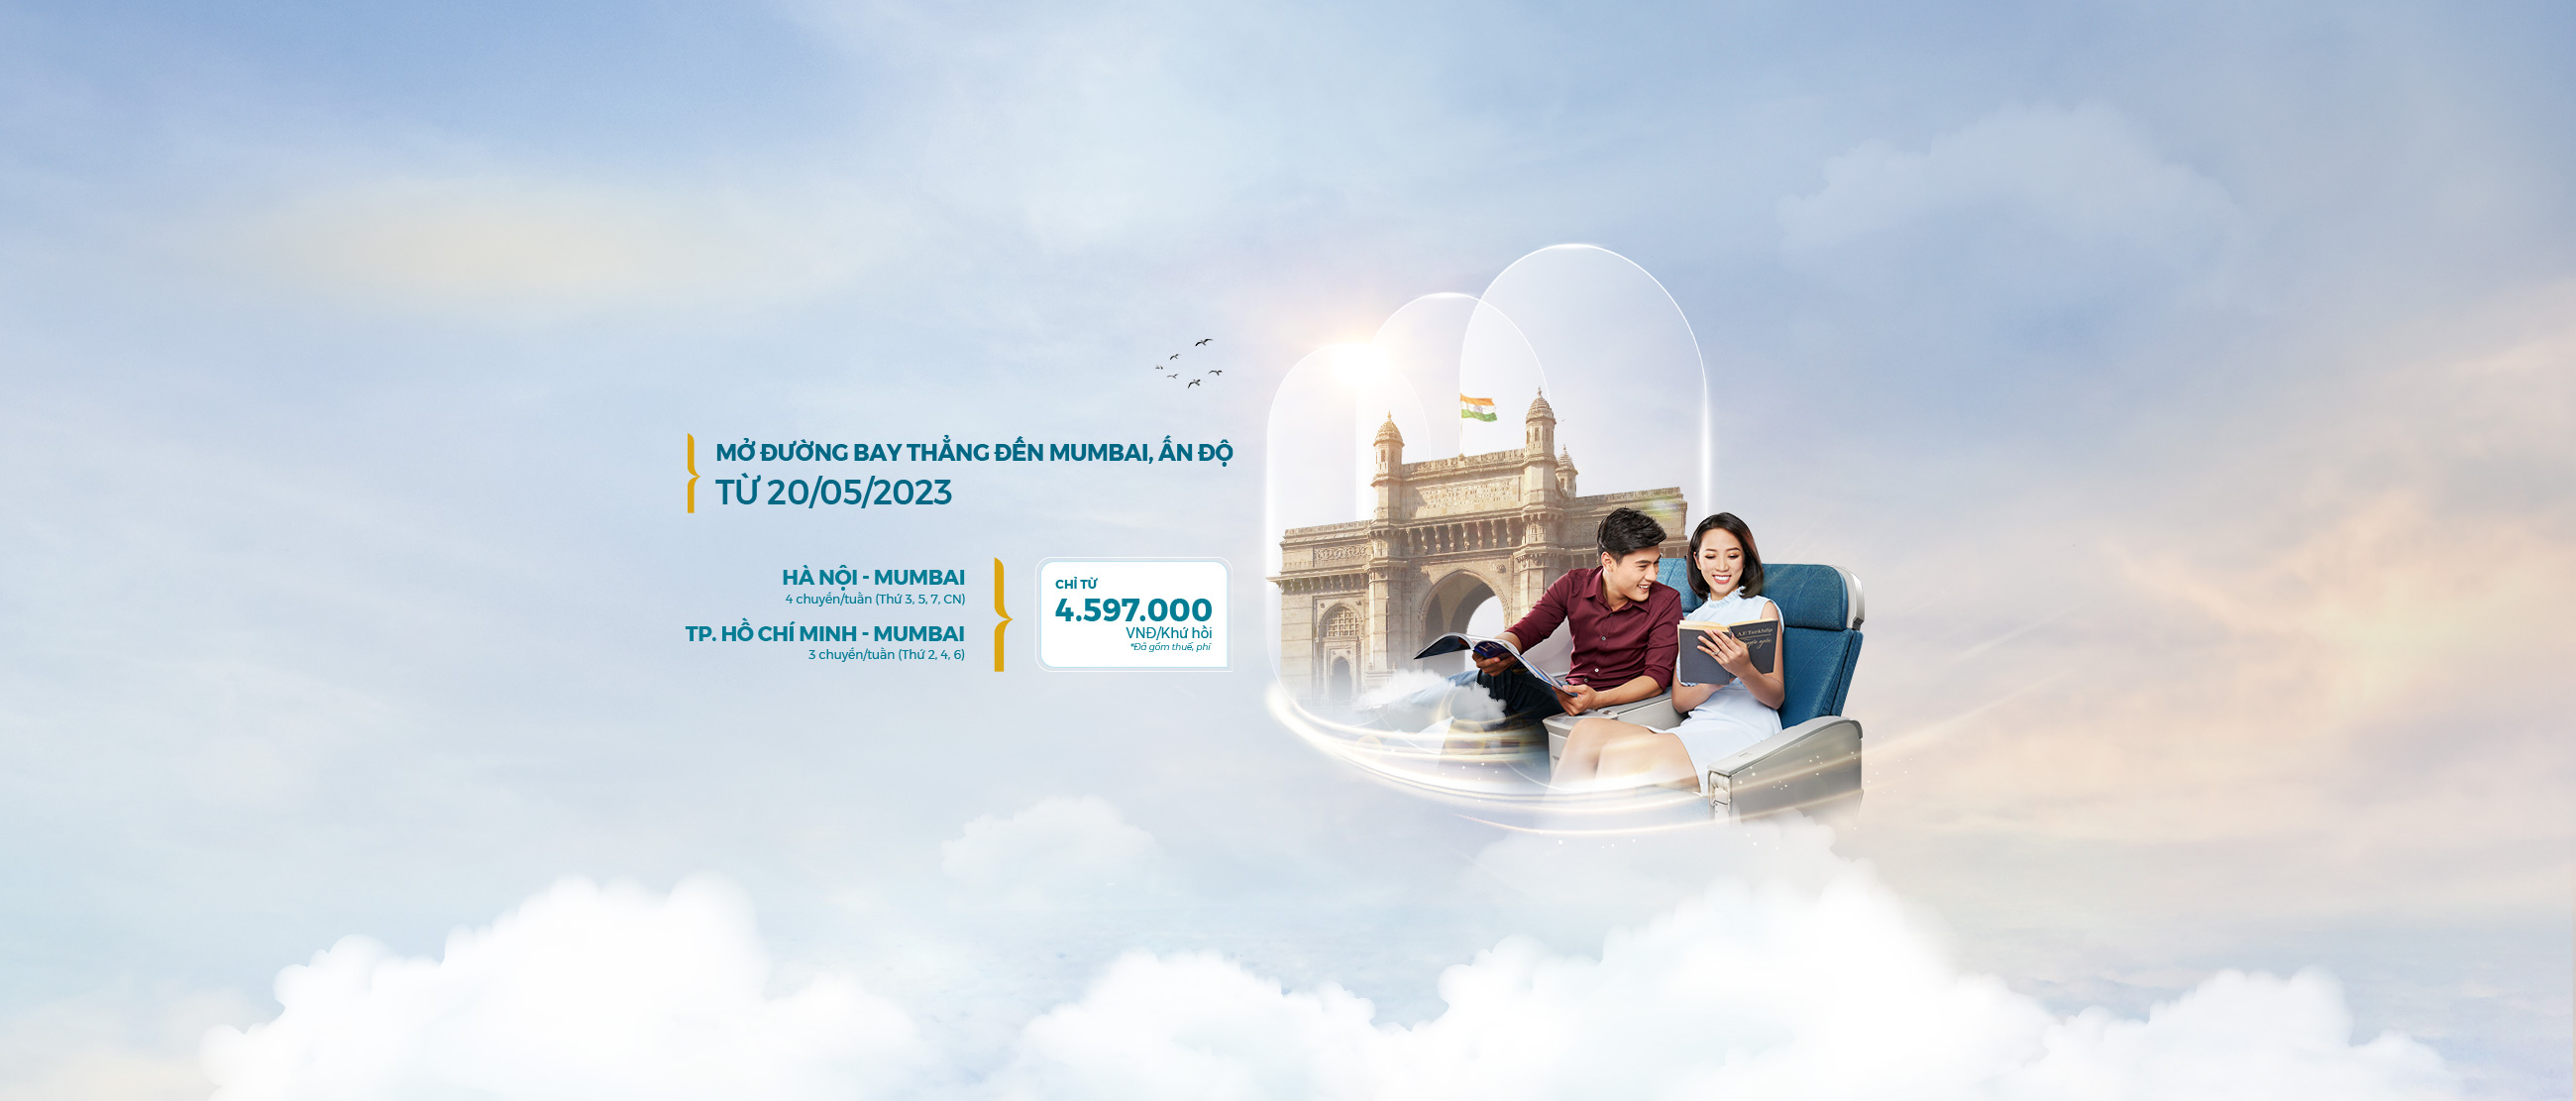 MỞ ĐƯỜNG BAY THẲNG ĐẾN MUMBAI, ẤN ĐỘ
TỪ 20/05/2023
HÀ NỘI - MUMBAI
4 chuyến/tuần (Thứ 3, 5, 7, CN)
TP. HỒ CHÍ MINH - MUMBAI
3 chuyến/tuần (Thứ 2, 4, 6)
CHỈ TỪ
4.597.000
VNĐ/Khứ hồi
*Đã gồm thuế, phí